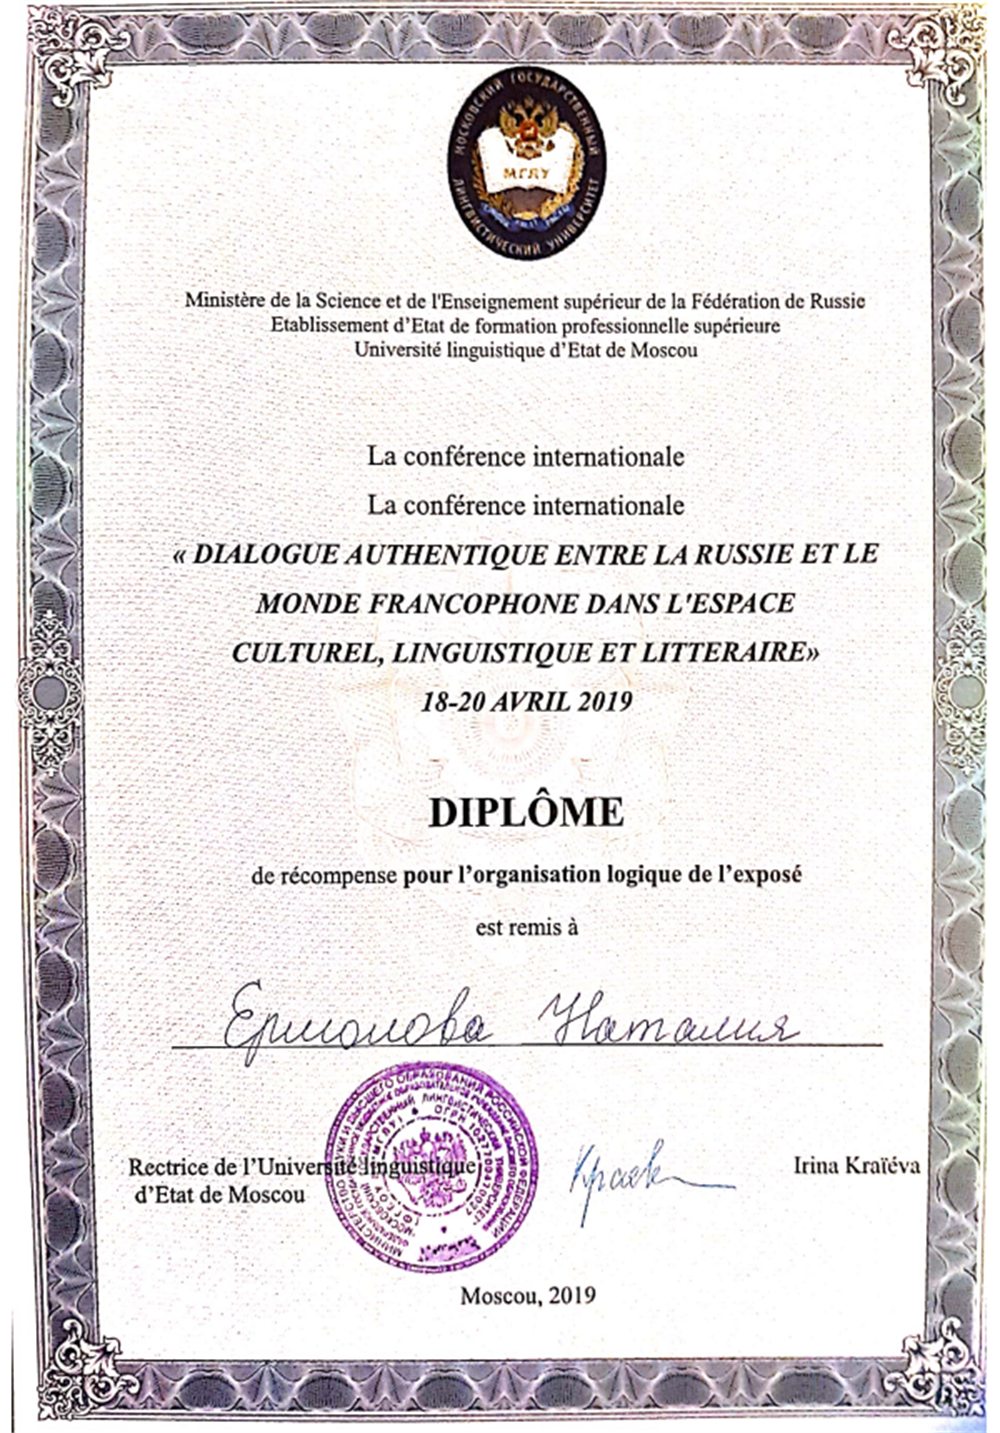 МОСКОВСКИЙ ГОСУДАРСТВЕННЫЙ
ЛИНГВИСТИЧЕСКИЙ УНИВЕРСИТЕТ
МГЛУ
Ministère de la Science et de l'Enseignement supérieur de la Fédération de Russie
Etablissement d’Etat de formation professionnelle supérieure
Université linguistique d’Etat de Moscou
La conférence internationale
La conférence internationale
« DIALOGUE AUTHENTIQUE ENTRE LA RUSSIE ET LE
MONDE FRANCOPHONE DANS L'ESPACE
CULTUREL, LINGUISTIQUE ET LITTERAIRE»
18-20 AVRIL 2019
DIPLÔME
de récompense pour l’organisation logique de l’exposé
est remis à
Ермолова Наталия
Rectrice de l’Université linguistique
d’Etat de Moscou
Irina Kraïéva
Moscou, 2019